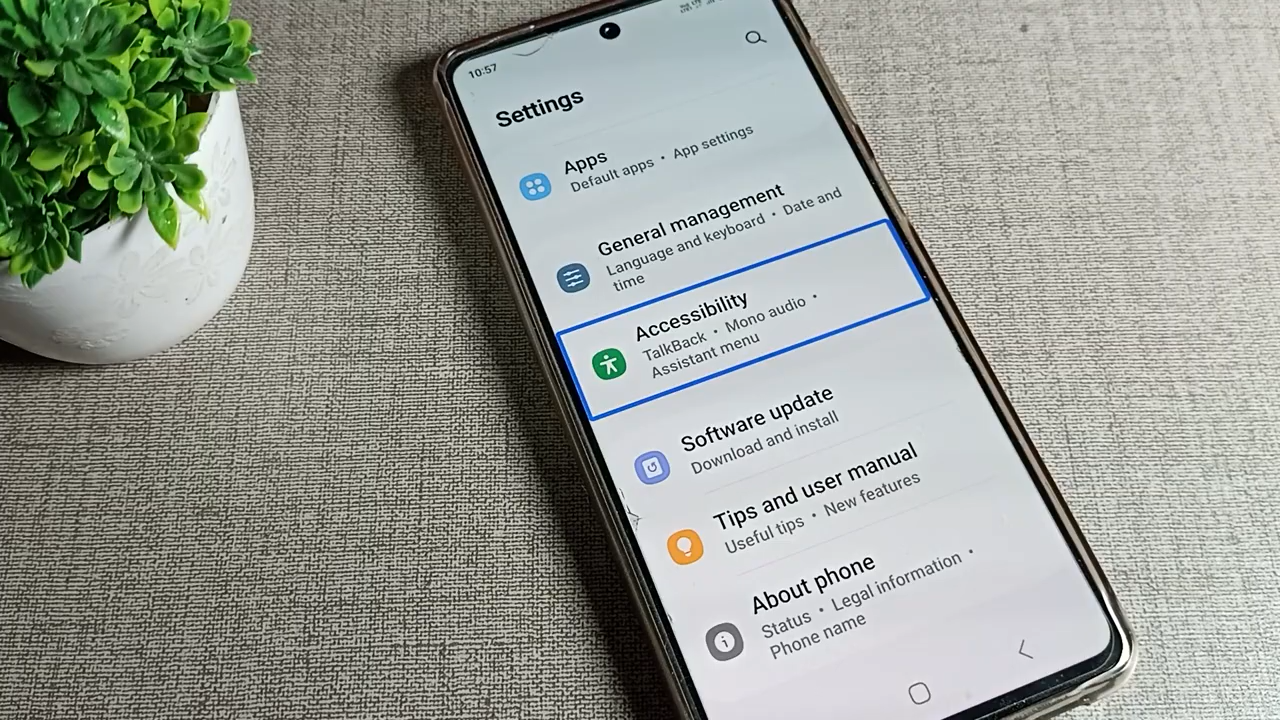 10:57
Settings
Apps
Default apps • App settings
General management
Language and keyboard • Date and
time
Accessibility
TalkBack • Mono audio •
Assistant menu
Software update
Download and install
Tips and user manual
Useful tips • New features
About phone
Status • Legal information •
Phone name